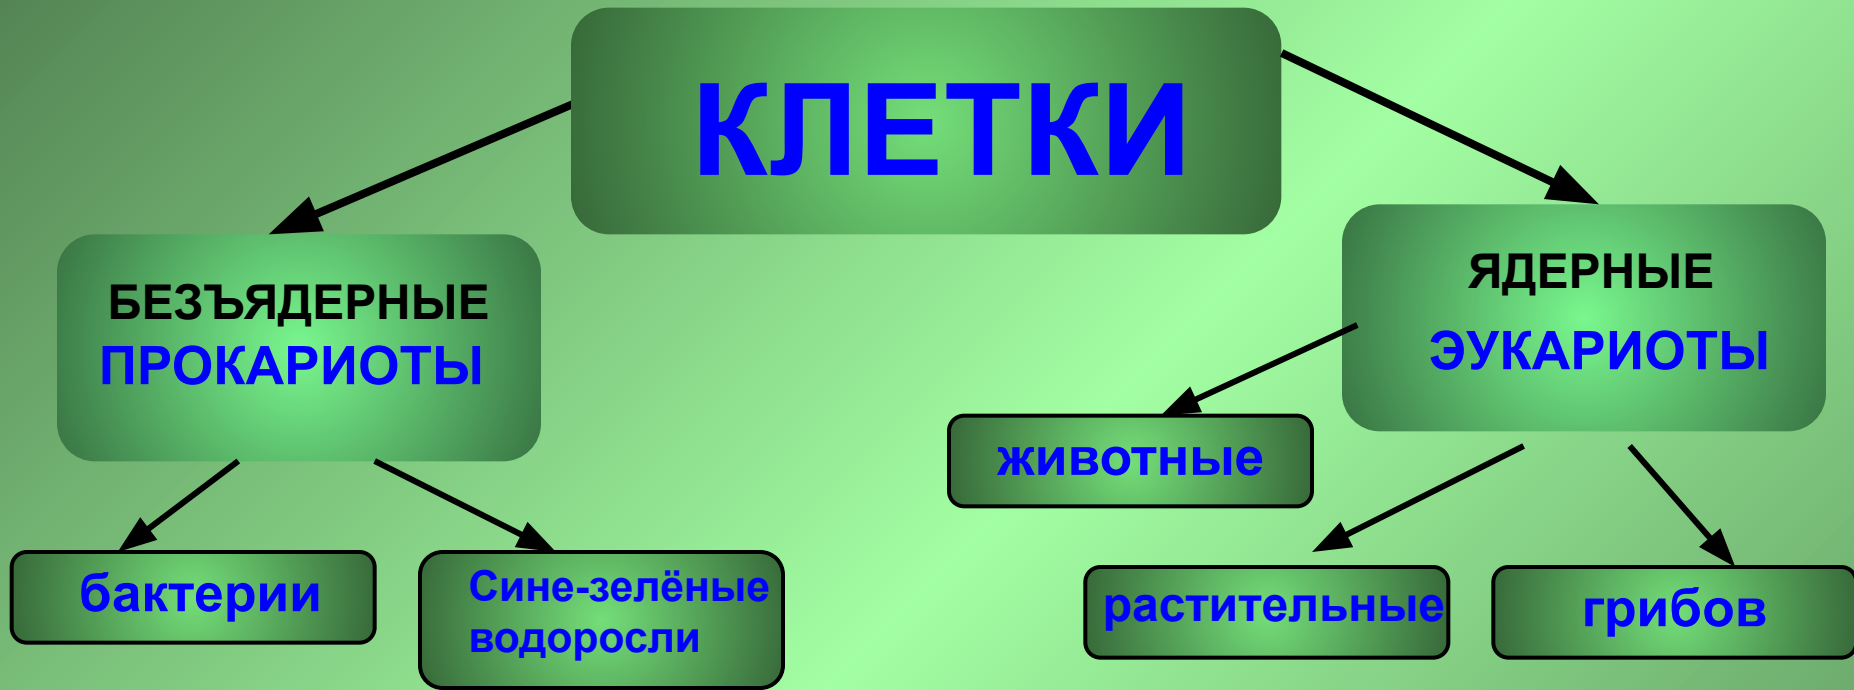 КЛЕТКИ
БЕЗЪЯДЕРНЫЕ
ПРОКАРИОТЫ
ЯДЕРНЫЕ
ЭУКАРИОТЫ
животные
бактерии
Сине-зелёные
водоросли
растительные
грибов